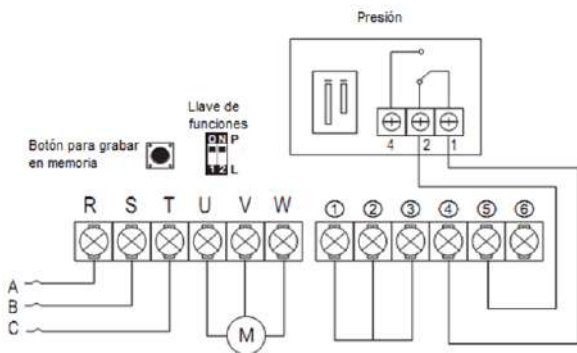 Presión
4 2 1
Llave de
funciones
ON P
1 2 L
Botón para grabar
en memoria
R S T U V W
① ② ③ ④ ⑤ ⑥
A
B
C
M